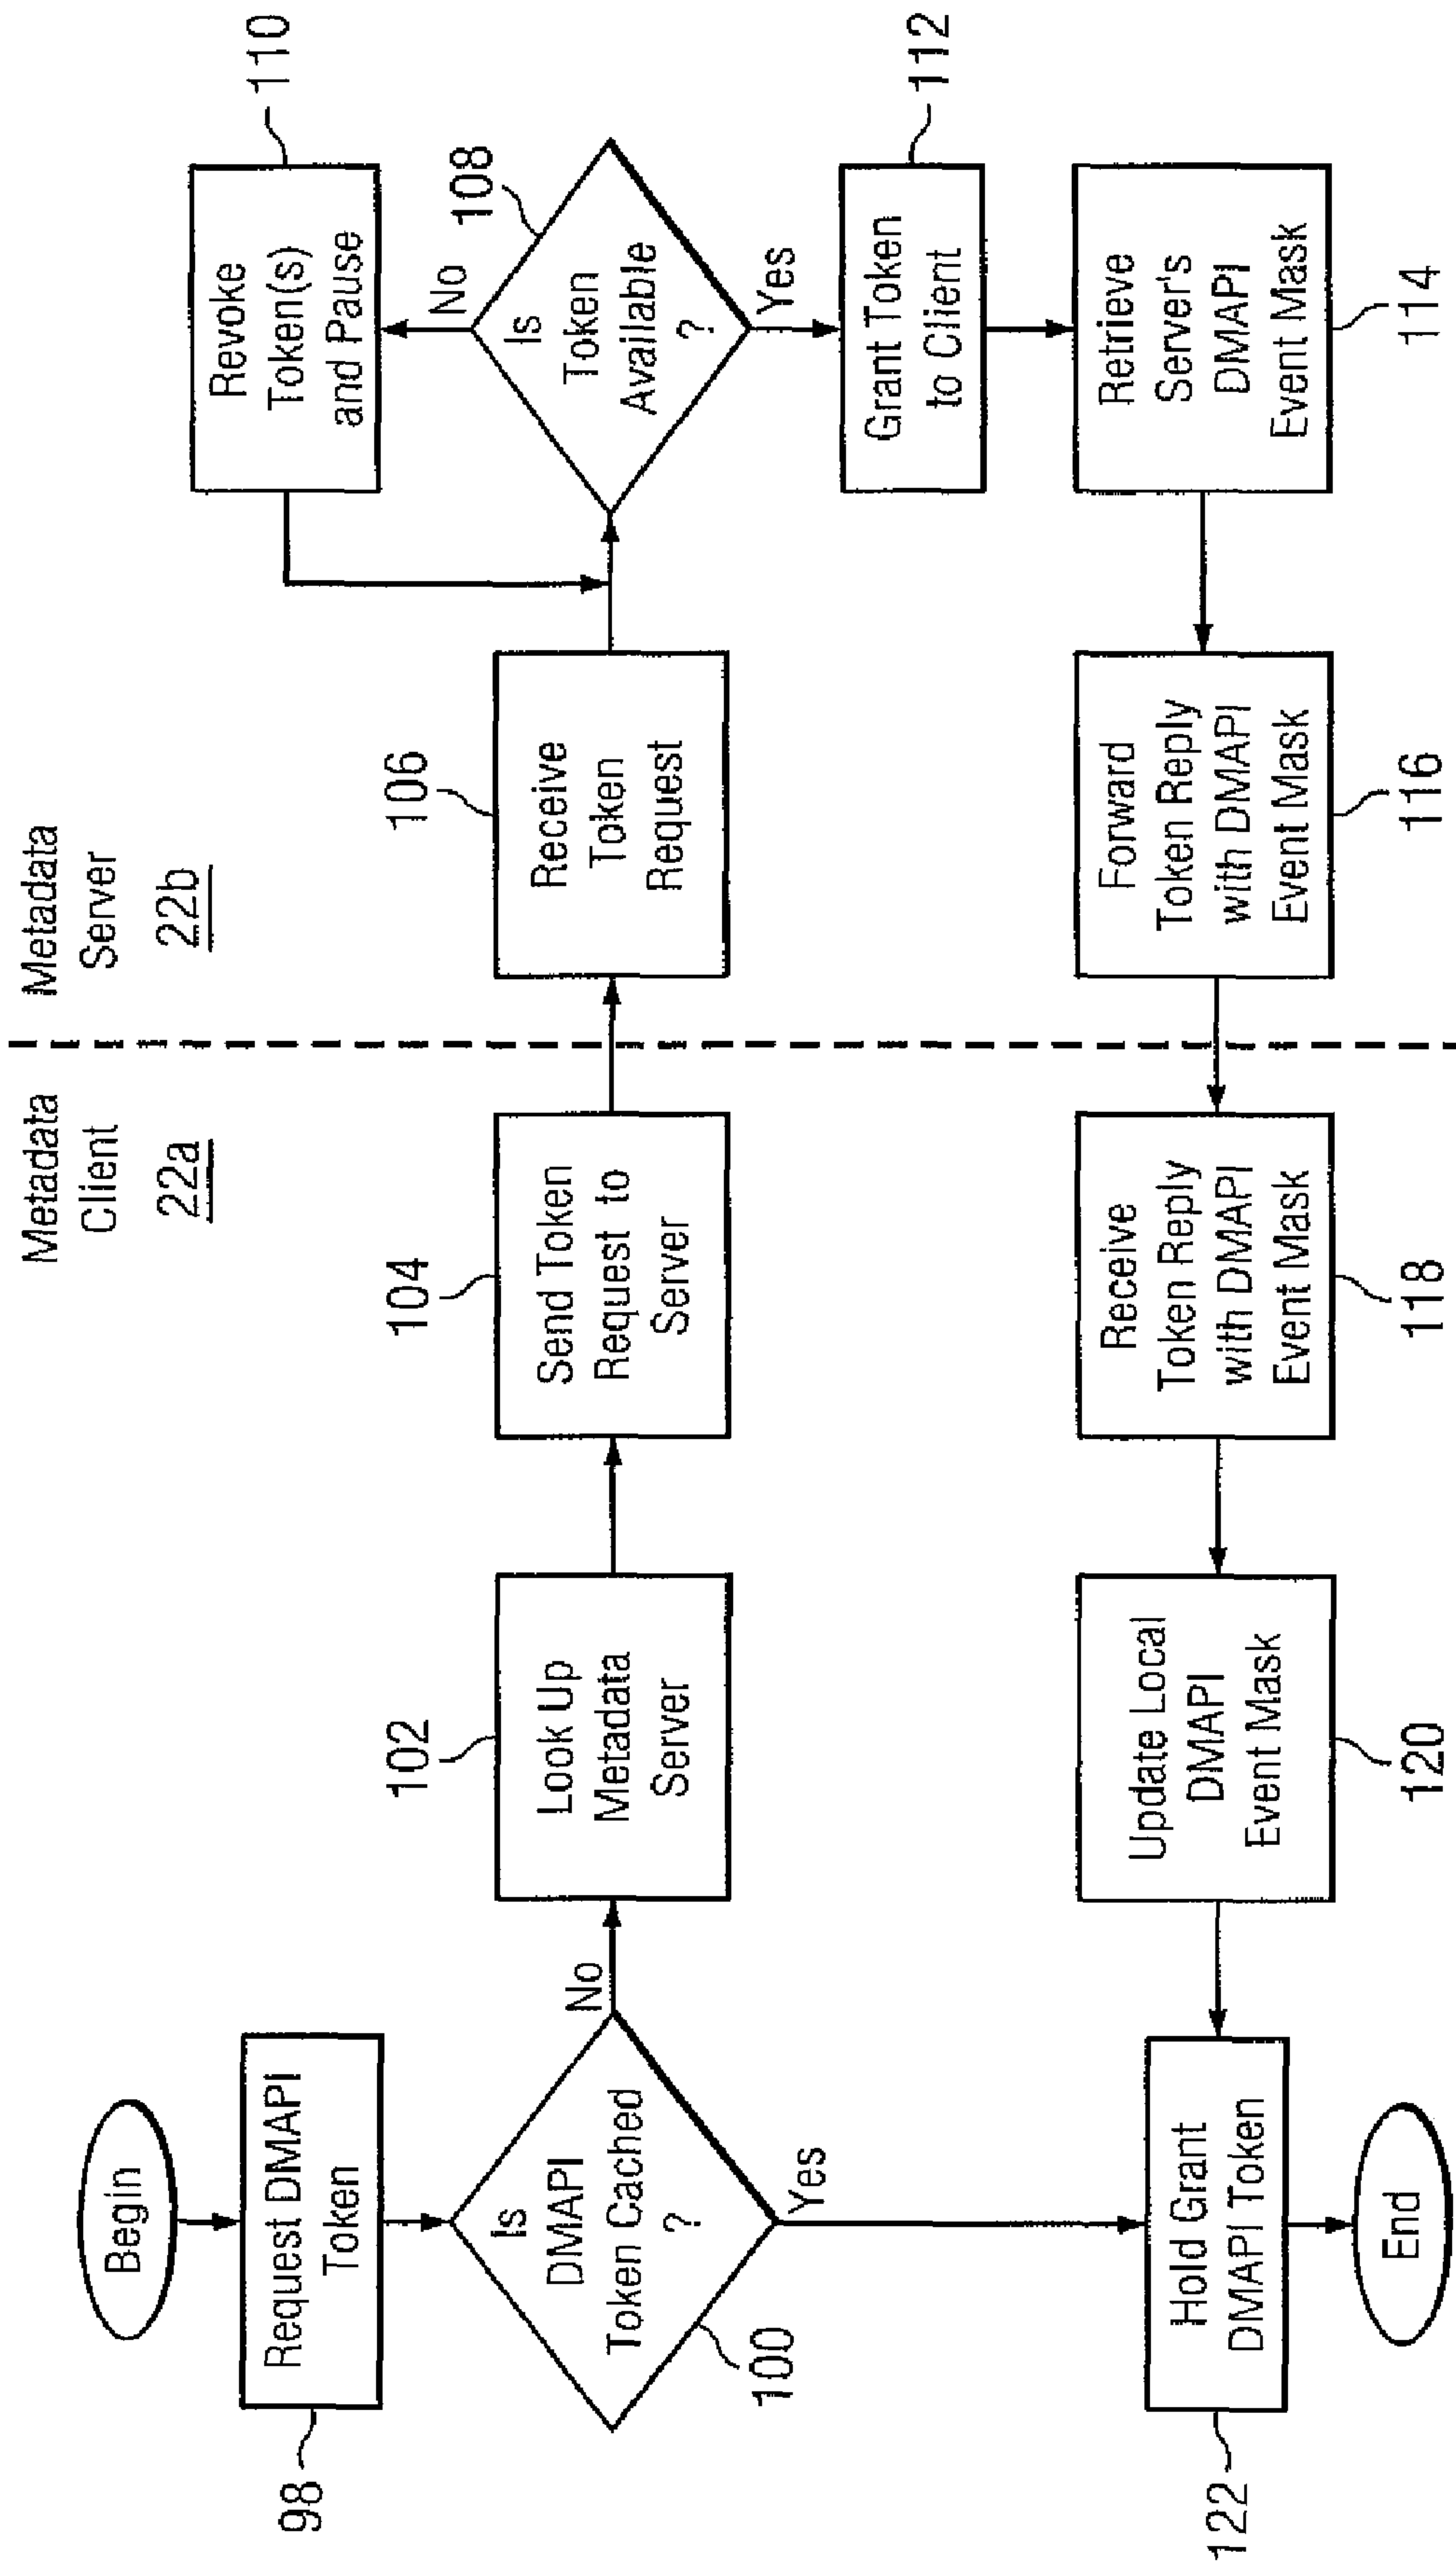 Metadata
Client
22a
Metadata
Server
22b
Begin
Request DMAPI
Token
98
Is
DMAPI
Token Cached
?
100
No
Yes
Look Up
Metadata
Server
102
Send Token
Request to
Server
104
Receive
Token
Request
106
Is
Token
Available
?
108
No
Yes
Revoke
Token(s)
and Pause
110
Grant Token
to Client
112
Retrieve
Server's
DMAPI
Event Mask
114
Forward
Token Reply
with DMAPI
Event Mask
116
Receive
Token Reply
with DMAPI
Event Mask
118
Update Local
DMAPI
Event Mask
120
Hold Grant
DMAPI Token
122
End